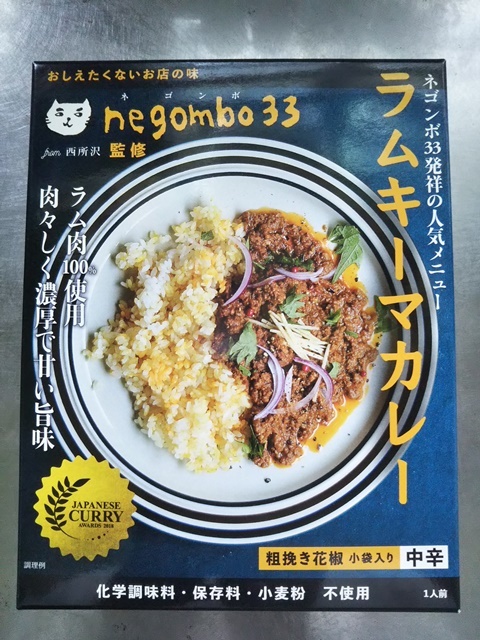 おしえたくないお店の味
ネゴンボ
negombo 33
from 西所沢 監修
ネゴンボ33発祥の人気メニュー
ラムキーマカレー
ラム肉100%使用
肉々しく濃厚で甘い旨味
JAPANESE
CURRY
AWARDS 2018
調理例
粗挽き花椒 小袋入り 中辛
化学調味料・保存料・小麦粉 不使用
1人前